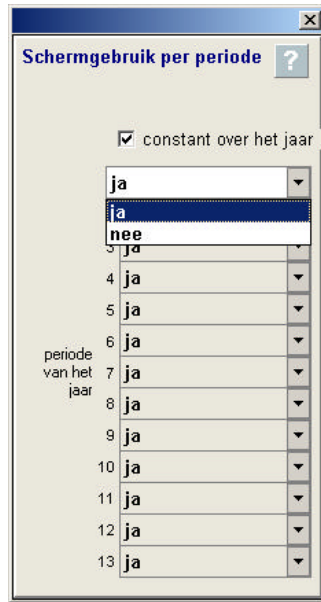 Schermgebruik per periode ?
constant over het jaar
ja
ja
nee
3 ja
4 ja
5 ja
6 ja
periode
van het
jaar
7 ja
8 ja
9 ja
10 ja
11 ja
12 ja
13 ja